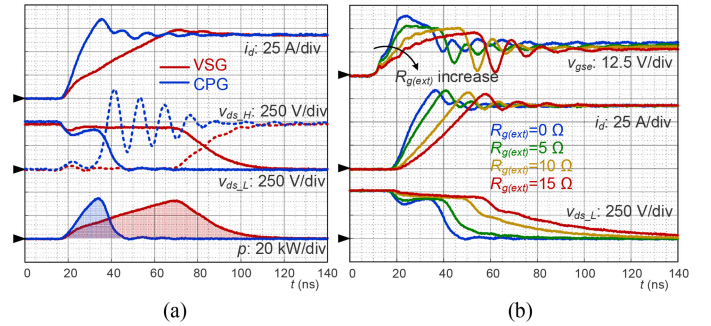 VSG
CPG
i_d: 25 A/div
v_ds_H: 250 V/div
v_ds_L: 250 V/div
p: 20 kW/div
0 20 40 60 80 100 120 140
t (ns)
(a)
v_gse: 12.5 V/div
R_g(ext) increase
i_d: 25 A/div
R_g(ext)=0 Ω
R_g(ext)=5 Ω
R_g(ext)=10 Ω
R_g(ext)=15 Ω
v_ds_L: 250 V/div
0 20 40 60 80 100 120 140
t (ns)
(b)